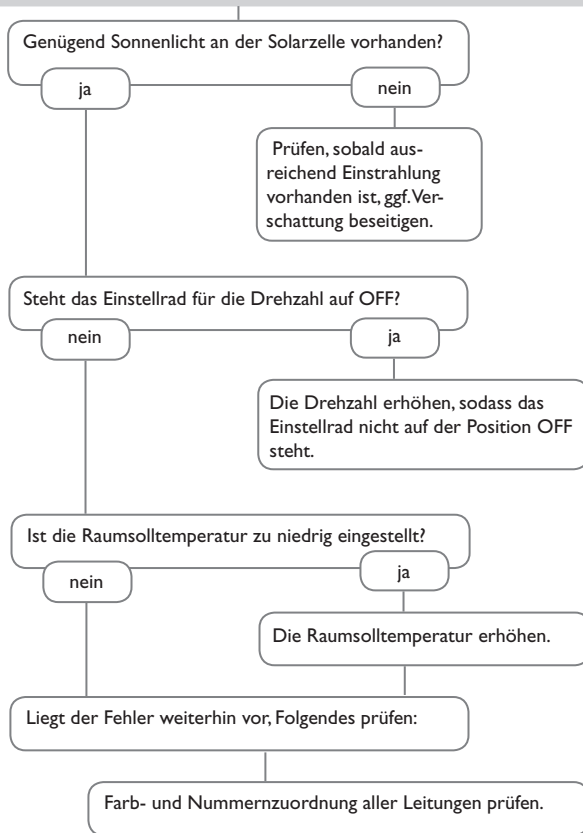 Genügend Sonnenlicht an der Solarzelle vorhanden?
ja
nein
Prüfen, sobald aus-
reichend Einstrahlung
vorhanden ist, ggf. Ver-
schattung beseitigen.
Steht das Einstellrad für die Drehzahl auf OFF?
nein
ja
Die Drehzahl erhöhen, sodass das
Einstellrad nicht auf der Position OFF
steht.
Ist die Raumsolltemperatur zu niedrig eingestellt?
nein
ja
Die Raumsolltemperatur erhöhen.
Liegt der Fehler weiterhin vor, Folgendes prüfen:
Farb- und Nummernzuordnung aller Leitungen prüfen.